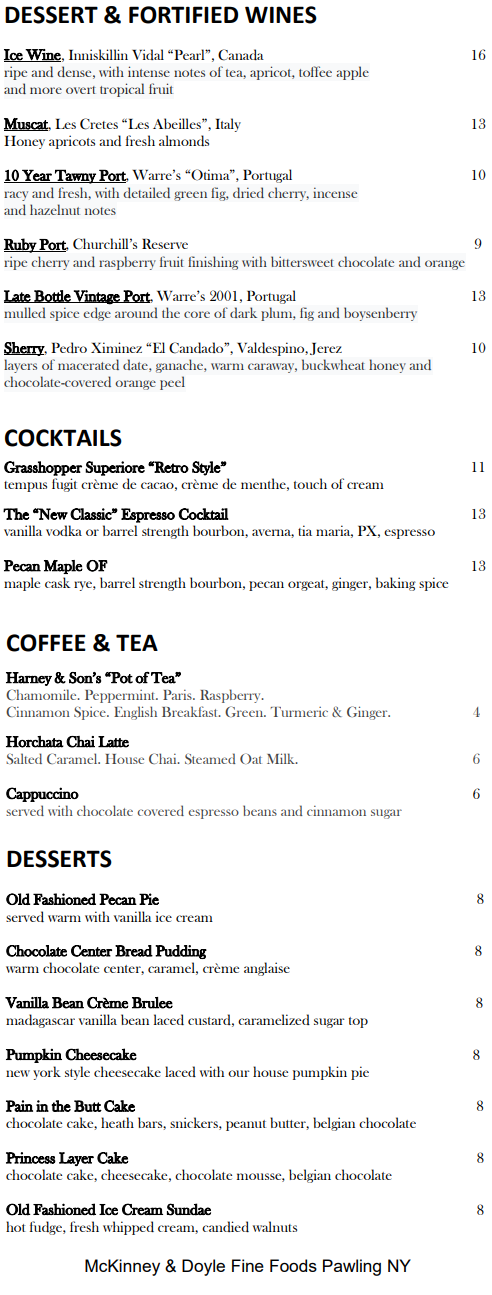 DESSERT & FORTIFIED WINES
Ice Wine, Inniskillin Vidal “Pearl”, Canada 16
ripe and dense, with intense notes of tea, apricot, toffee apple
and more overt tropical fruit
Muscat, Les Cretes “Les Abeilles”, Italy 13
Honey apricots and fresh almonds
10 Year Tawny Port, Warre’s “Otima”, Portugal 10
racy and fresh, with detailed green fig, dried cherry, incense
and hazelnut notes
Ruby Port, Churchill’s Reserve 9
ripe cherry and raspberry fruit finishing with bittersweet chocolate and orange
Late Bottle Vintage Port, Warre’s 2001, Portugal 13
mulled spice edge around the core of dark plum, fig and boysenberry
Sherry, Pedro Ximinez “El Candado”, Valdespino, Jerez 10
layers of macerated date, ganache, warm caraway, buckwheat honey and
chocolate-covered orange peel
COCKTAILS
Grasshopper Superiore “Retro Style” 11
tempus fugit crème de cacao, crème de menthe, touch of cream
The “New Classic” Espresso Cocktail 13
vanilla vodka or barrel strength bourbon, averna, tia maria, PX, espresso
Pecan Maple OF 13
maple cask rye, barrel strength bourbon, pecan orgeat, ginger, baking spice
COFFEE & TEA
Harney & Son’s “Pot of Tea”
Chamomile. Peppermint. Paris. Raspberry.
Cinnamon Spice. English Breakfast. Green. Turmeric & Ginger. 4
Horchata Chai Latte
Salted Caramel. House Chai. Steamed Oat Milk. 6
Cappuccino 6
served with chocolate covered espresso beans and cinnamon sugar
DESSERTS
Old Fashioned Pecan Pie 8
served warm with vanilla ice cream
Chocolate Center Bread Pudding 8
warm chocolate center, caramel, crème anglaise
Vanilla Bean Crème Brulee 8
madagascar vanilla bean laced custard, caramelized sugar top
Pumpkin Cheesecake 8
new york style cheesecake laced with our house pumpkin pie
Pain in the Butt Cake 8
chocolate cake, heath bars, snickers, peanut butter, belgian chocolate
Princess Layer Cake 8
chocolate cake, cheesecake, chocolate mousse, belgian chocolate
Old Fashioned Ice Cream Sundae 8
hot fudge, fresh whipped cream, candied walnuts
McKinney & Doyle Fine Foods Pawling NY